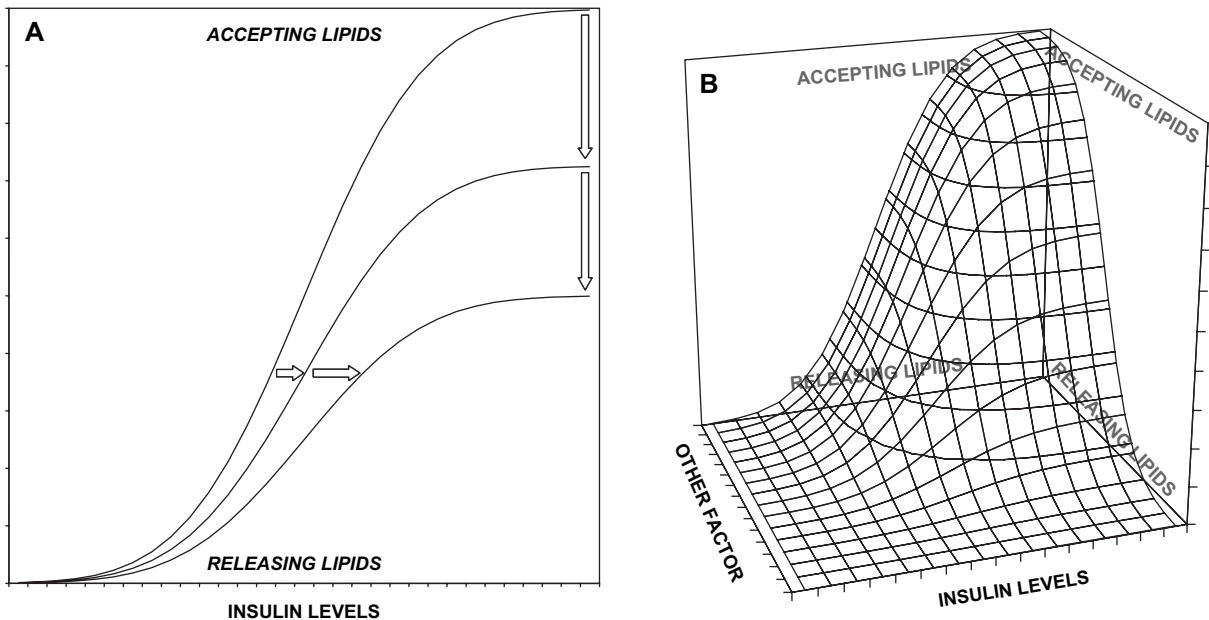 A
ACCEPTING LIPIDS
RELEASING LIPIDS
INSULIN LEVELS
B
ACCEPTING LIPIDS
ACCEPTING LIPIDS
RELEASING LIPIDS
RELEASING LIPIDS
OTHER FACTOR
INSULIN LEVELS